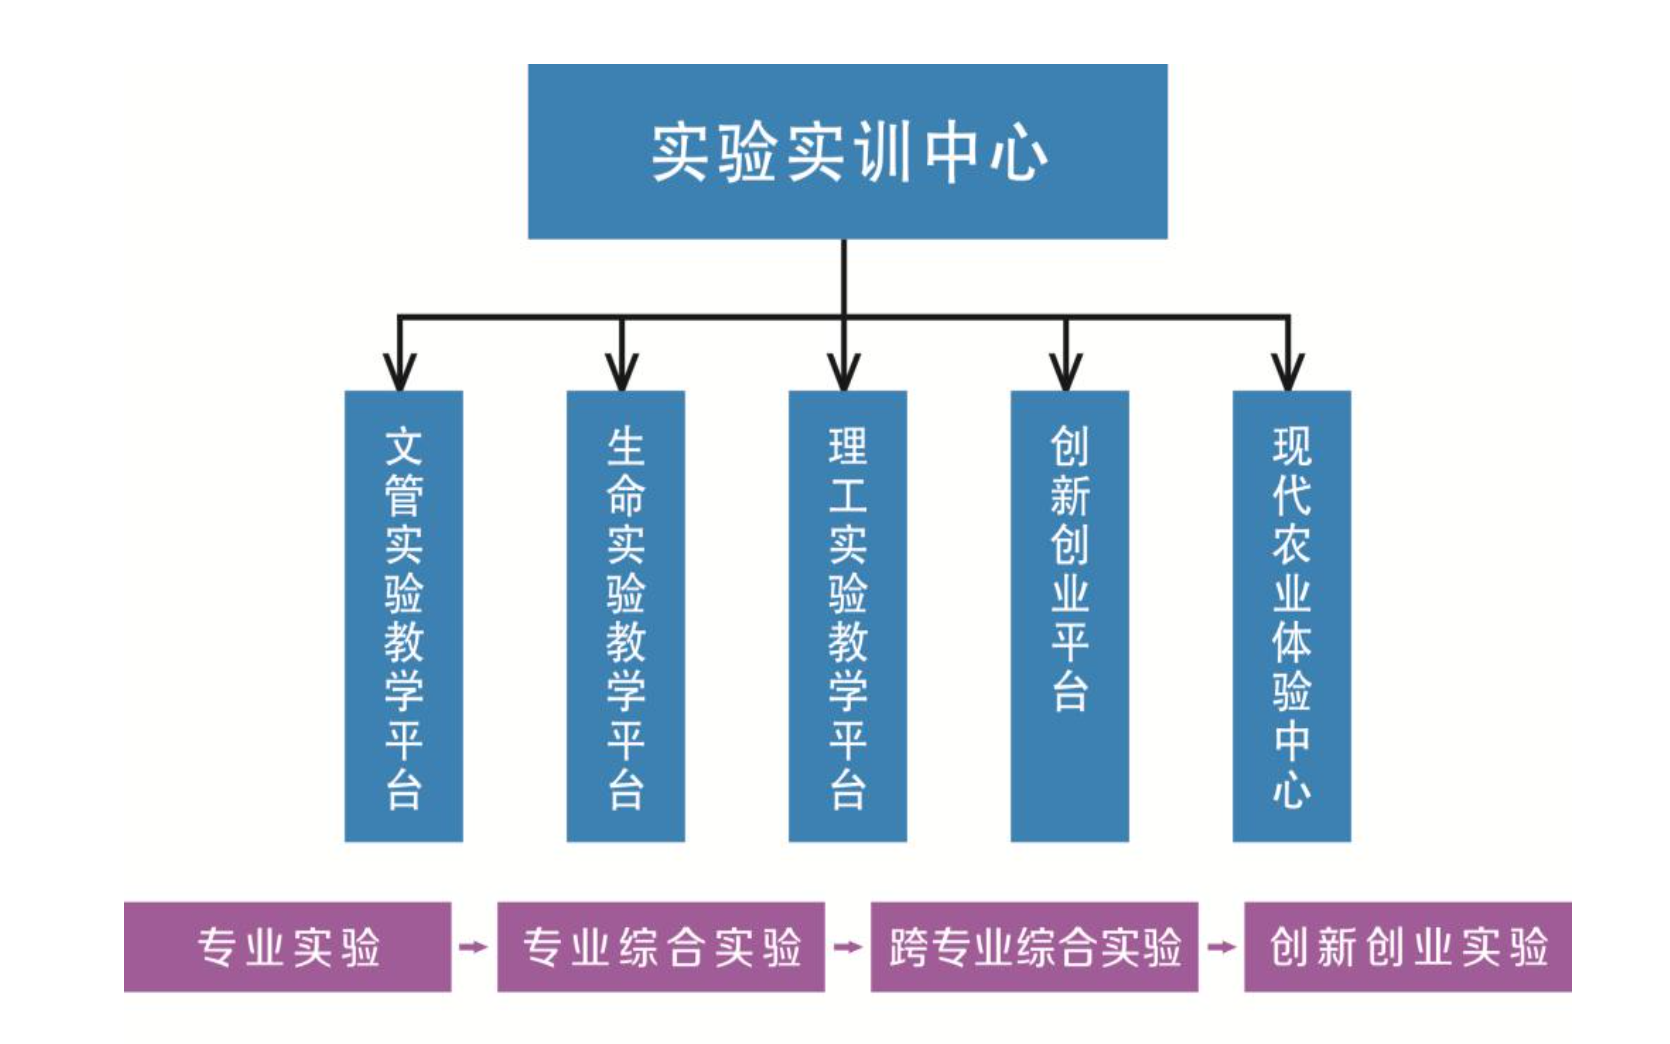 实验实训中心
文管实验教学平台
生命实验教学平台
理工实验教学平台
创新创业平台
现代农业体验中心
专业实验
专业综合实验
跨专业综合实验
创新创业实验